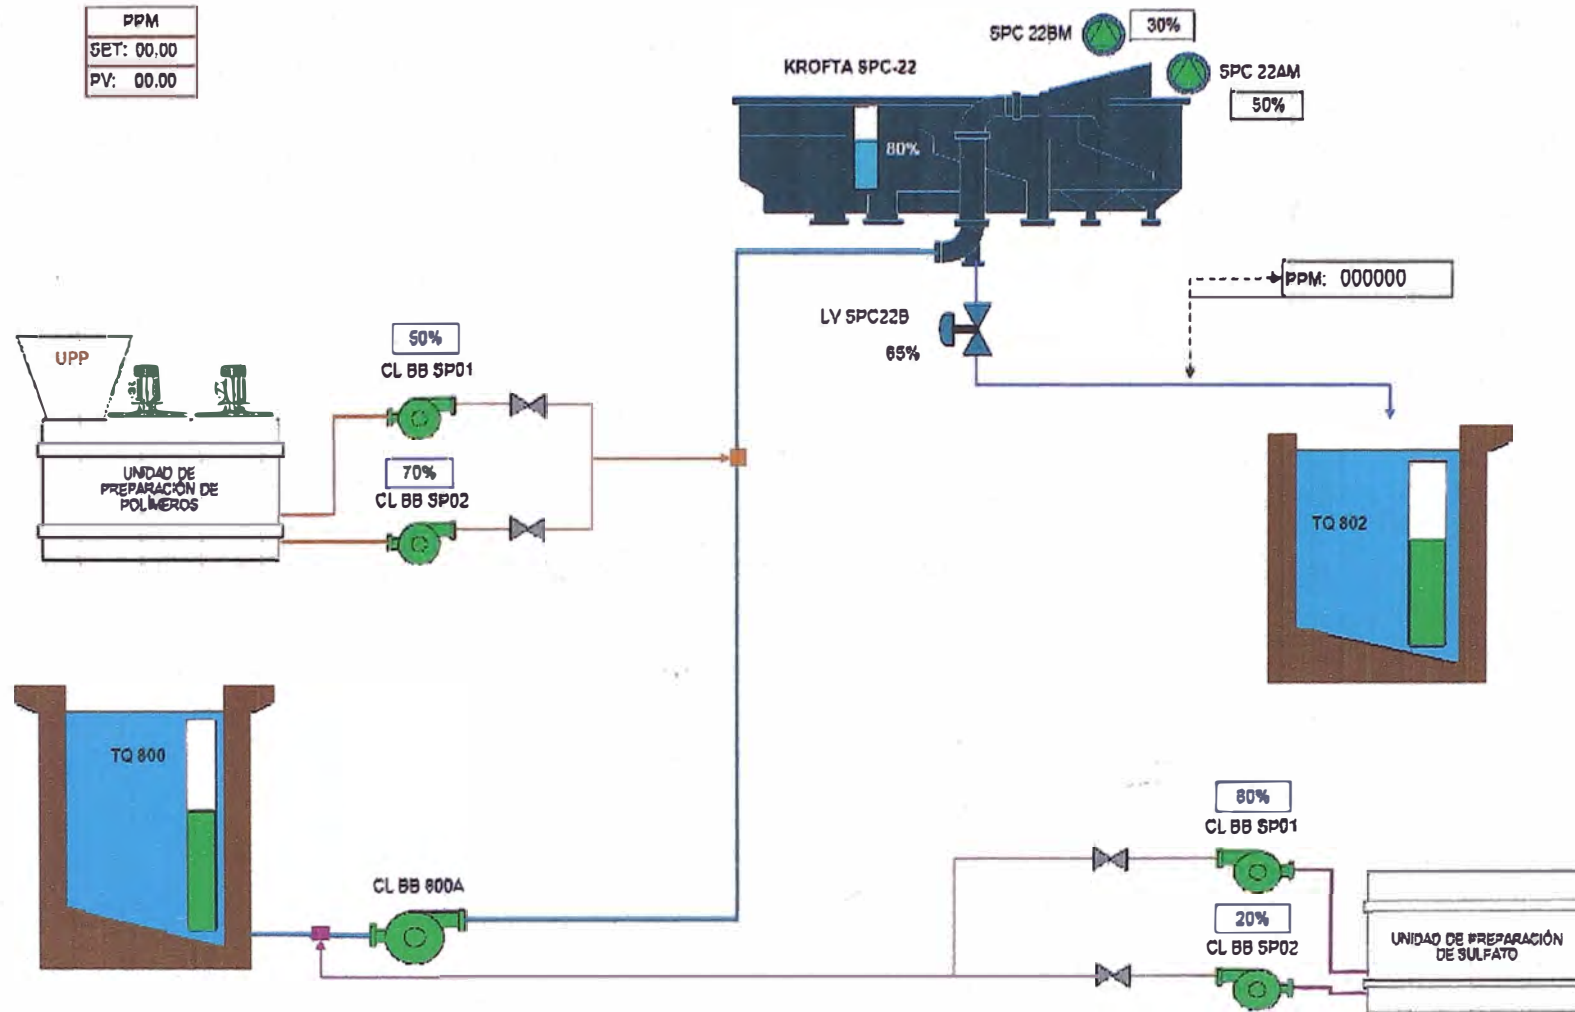 PPM
SET: 00.00
PV: 00.00
SPC 22BM
30%
KROFTA SPC-22
SPC 22AM
50%
80%
PPM: 000000
LV SPC22B
65%
UPP
50%
CL BB SP01
70%
CL BB SP02
UNIDAD DE
PREPARACIÓN DE
POLÍMEROS
TQ 802
TQ 800
CL BB 800A
80%
CL BB SP01
20%
CL BB SP02
UNIDAD DE PREPARACIÓN
DE SULFATO